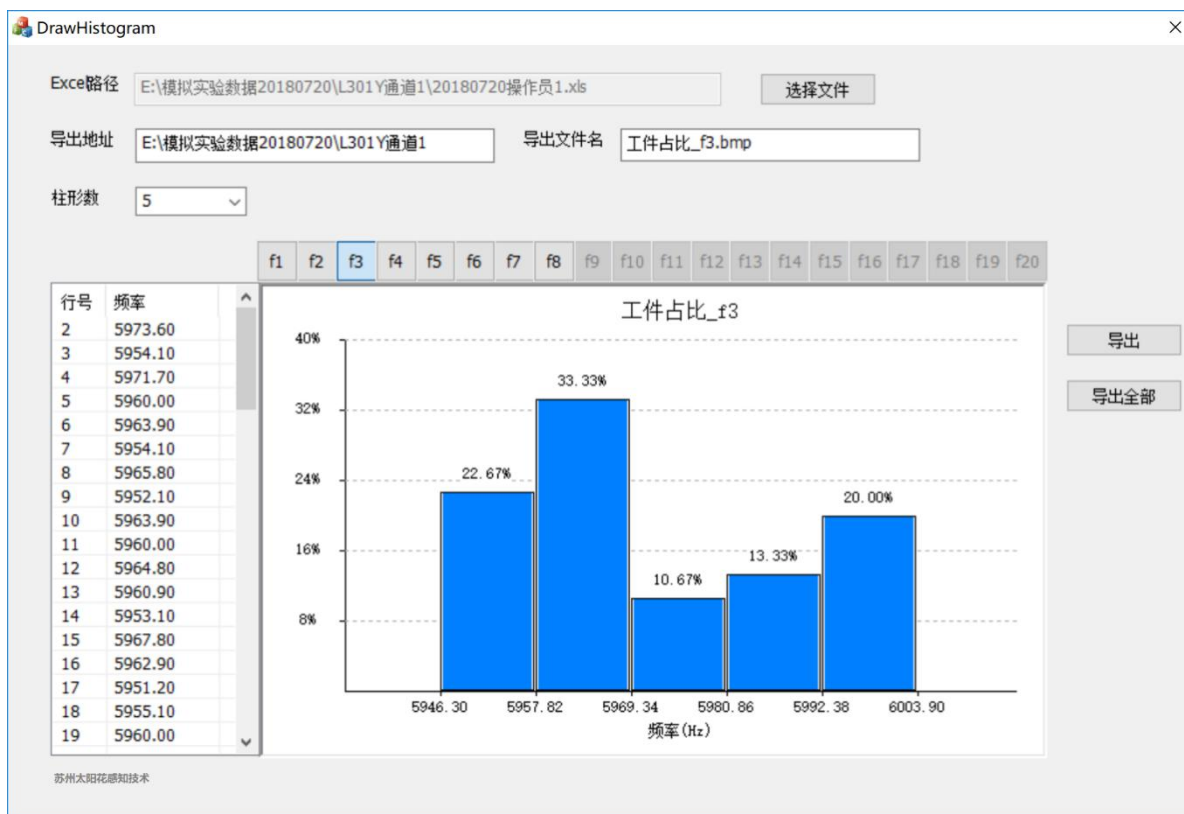 DrawHistogram
Excel路径 E:\模拟实验数据20180720\L301Y通道1\20180720操作员1.xls 选择文件
导出地址 E:\模拟实验数据20180720\L301Y通道1 导出文件名 工件占比_f3.bmp
柱形数 5
f1 f2 f3 f4 f5 f6 f7 f8 f9 f10 f11 f12 f13 f14 f15 f16 f17 f18 f19 f20
行号 频率
2 5973.60
3 5954.10
4 5971.70
5 5960.00
6 5963.90
7 5954.10
8 5965.80
9 5952.10
10 5963.90
11 5960.00
12 5964.80
13 5960.90
14 5953.10
15 5967.80
16 5962.90
17 5951.20
18 5955.10
19 5960.00
工件占比_f3
40%
33.33%
32%
22.67%
24%
20.00%
16%
13.33%
10.67%
8%
5946.30 5957.82 5969.34 5980.86 5992.38 6003.90
频率(Hz)
导出
导出全部
苏州太阳花感知技术